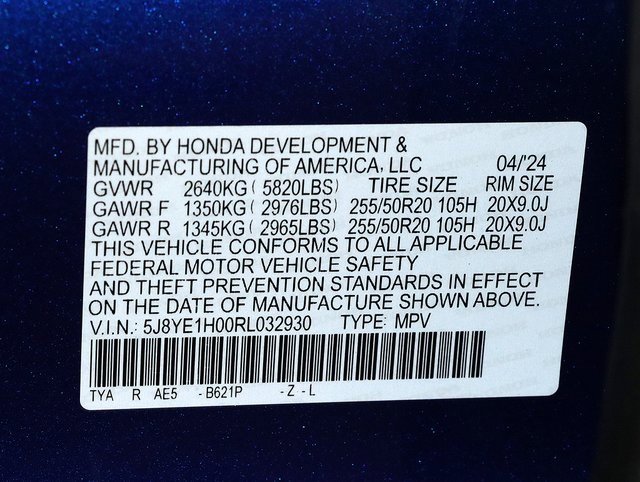 MFD. BY HONDA DEVELOPMENT &
MANUFACTURING OF AMERICA, LLC 04/'24
GVWR 2640KG ( 5820LBS) TIRE SIZE RIM SIZE
GAWR F 1350KG ( 2976LBS) 255/50R20 105H 20X9.0J
GAWR R 1345KG ( 2965LBS) 255/50R20 105H 20X9.0J
THIS VEHICLE CONFORMS TO ALL APPLICABLE
FEDERAL MOTOR VEHICLE SAFETY
AND THEFT PREVENTION STANDARDS IN EFFECT
ON THE DATE OF MANUFACTURE SHOWN ABOVE.
V.I.N.: 5J8YE1H00RL032930 TYPE: MPV
TYA R AE5 - B621P - Z - L